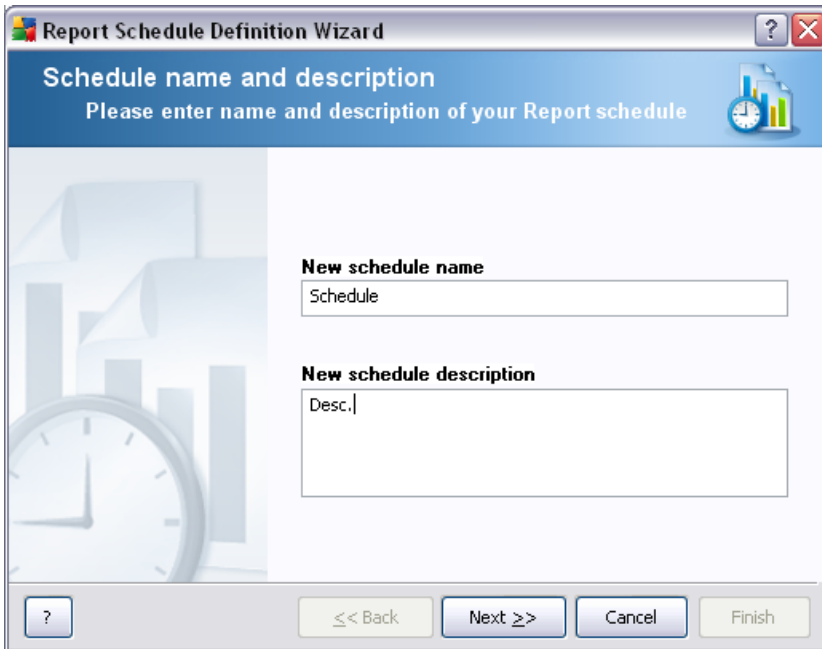 Report Schedule Definition Wizard
?
Schedule name and description
Please enter name and description of your Report schedule
New schedule name
Schedule
New schedule description
Desc.
? << Back Next >> Cancel Finish